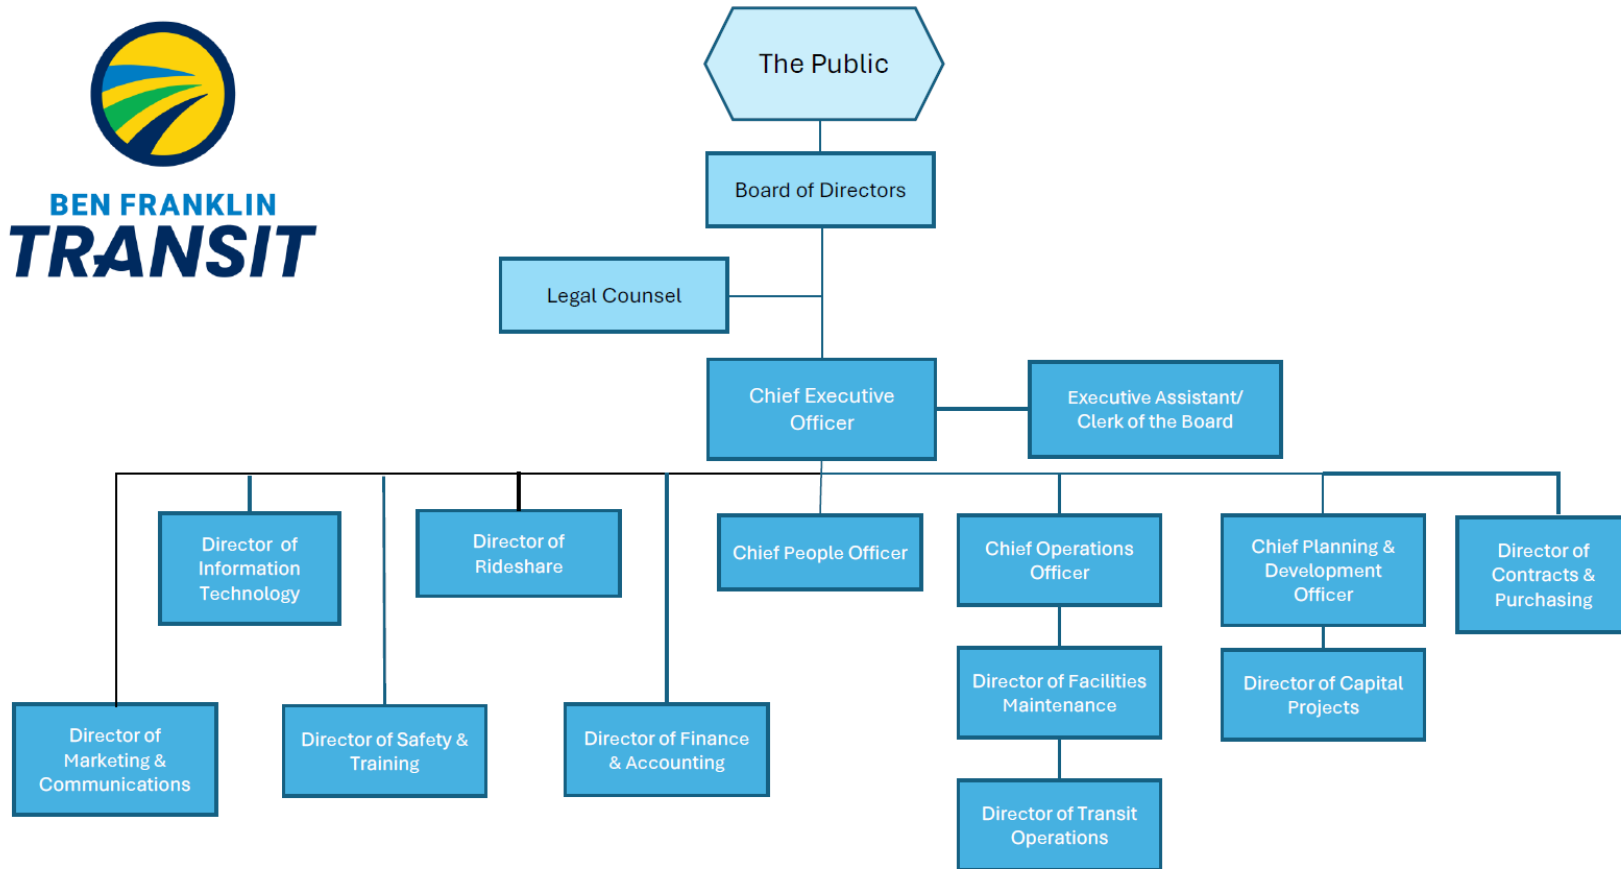 The Public
BEN FRANKLIN
TRANSIT
Board of Directors
Legal Counsel
Chief Executive
Officer
Executive Assistant/
Clerk of the Board
Director of
Information
Technology
Director of
Rideshare
Chief People Officer
Chief Operations
Officer
Chief Planning &
Development
Officer
Director of
Contracts &
Purchasing
Director of
Marketing &
Communications
Director of Safety &
Training
Director of Finance
& Accounting
Director of Facilities
Maintenance
Director of Capital
Projects
Director of Transit
Operations